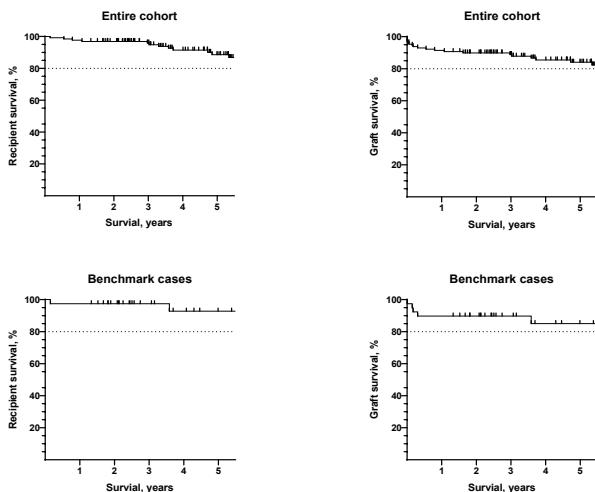 Entire cohort
100
80
60
40
20
Recipient survival, %
1 2 3 4 5
Survial, years
Entire cohort
100
80
60
40
20
Graft survival, %
1 2 3 4 5
Survial, years
Benchmark cases
100
80
60
40
20
Recipient survival, %
1 2 3 4 5
Survial, years
Benchmark cases
100
80
60
40
20
Graft survival, %
1 2 3 4 5
Survial, years